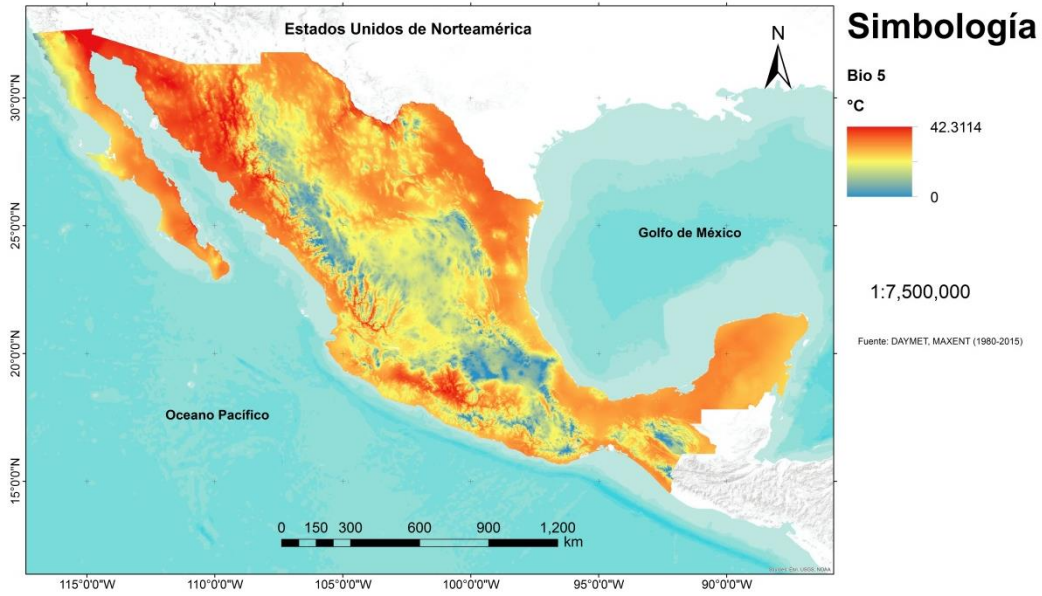 Estados Unidos de Norteamérica
N
Golfo de México
Oceano Pacífico
0 150 300 600 900 1,200
km
30°0'0"N
25°0'0"N
20°0'0"N
15°0'0"N
115°0'0"W 110°0'0"W 105°0'0"W 100°0'0"W 95°0'0"W 90°0'0"W
Simbología
Bio 5
°C
42.3114
0
1:7,500,000
Fuente: DAYMET, MAXENT (1980-2015)